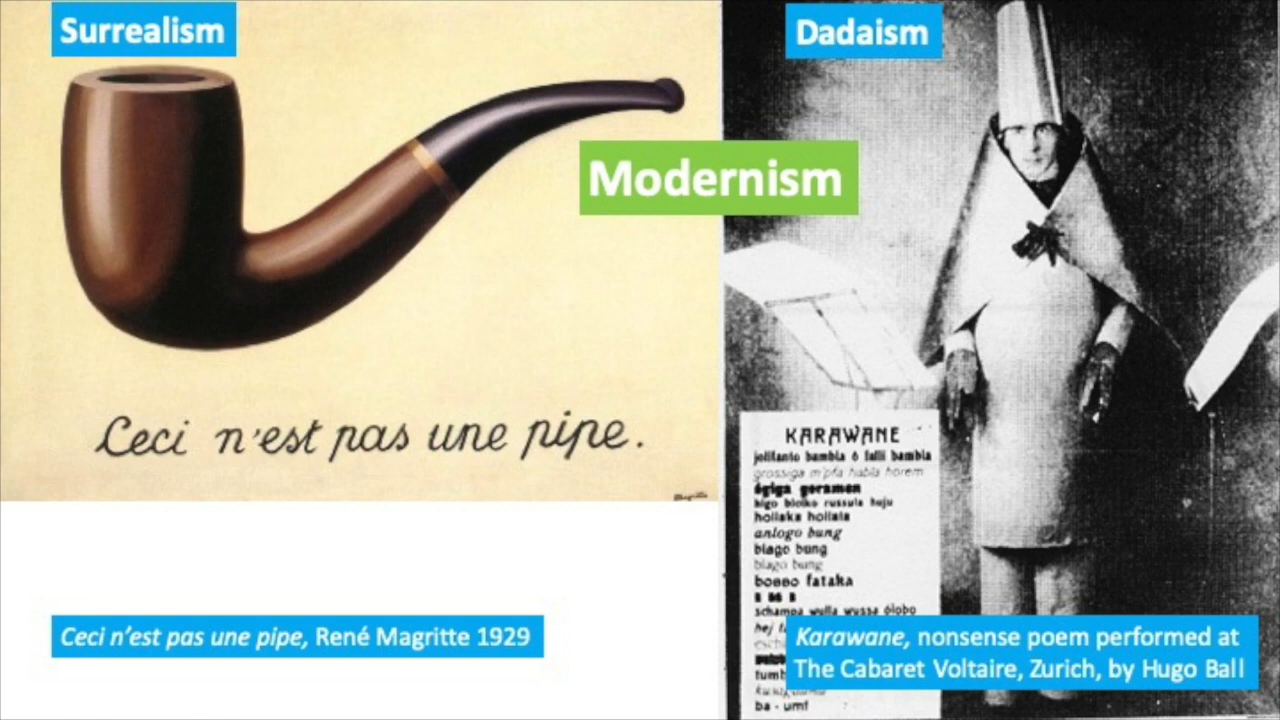 Surrealism
Dadaism
Modernism
Ceci n'est pas une pipe.
Magritte
KARAWANE
jolifanto bambla ô falli bambla
grossiga m'pfa habla horem
égiga goramen
higo bloiko russula huju
hollaka hollala
anlogo bung
blago bung
blago bung
bosso fataka
schampa wulla wussa ólobo
hej
tumb
ba - umf
Ceci n'est pas une pipe, René Magritte 1929
Karawane, nonsense poem performed at
The Cabaret Voltaire, Zurich, by Hugo Ball